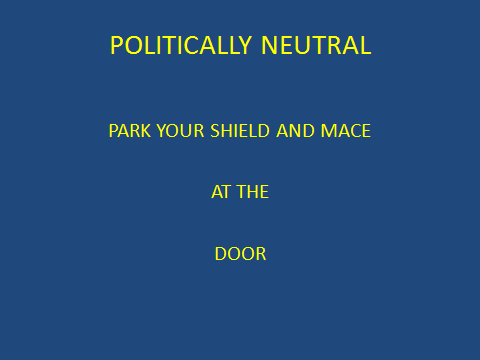 POLITICALLY NEUTRAL
PARK YOUR SHIELD AND MACE
AT THE
DOOR